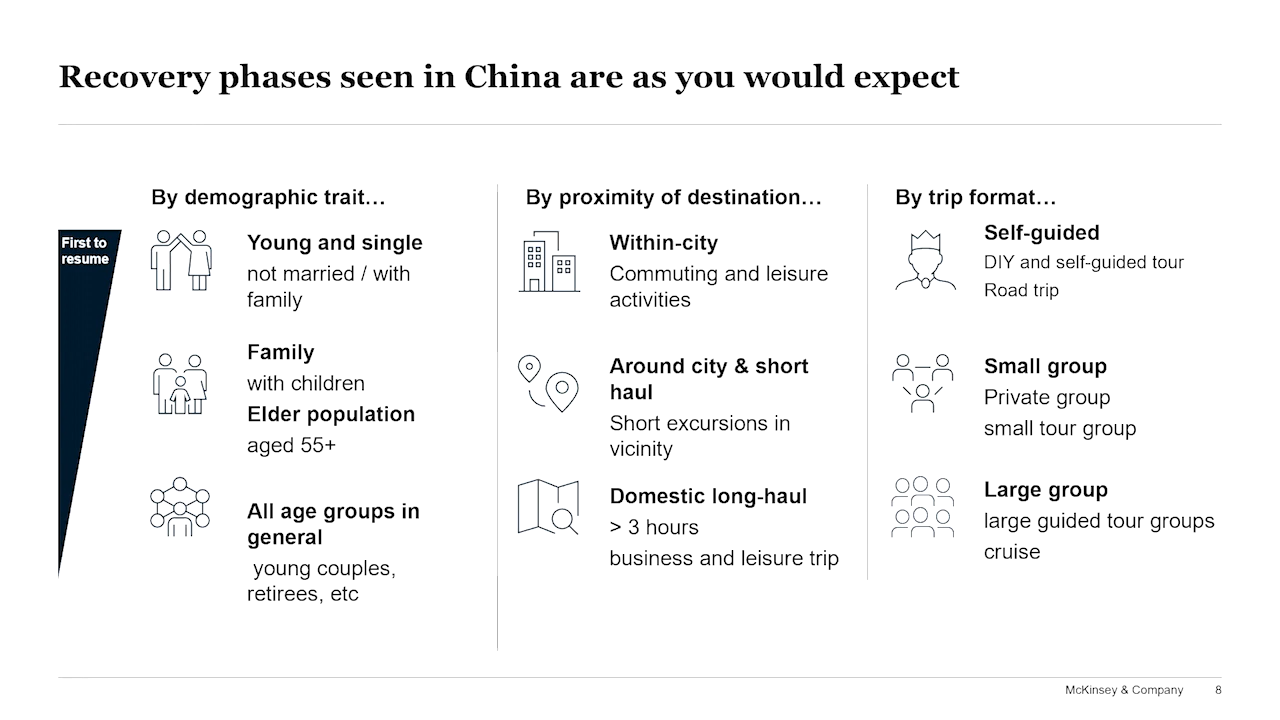 Recovery phases seen in China are as you would expect
First to
resume
By demographic trait…
Young and single
not married / with
family
Family
with children
Elder population
aged 55+
All age groups in
general
young couples,
retirees, etc
By proximity of destination…
Within-city
Commuting and leisure
activities
Around city & short
haul
Short excursions in
vicinity
Domestic long-haul
> 3 hours
business and leisure trip
By trip format…
Self-guided
DIY and self-guided tour
Road trip
Small group
Private group
small tour group
Large group
large guided tour groups
cruise
McKinsey & Company
8